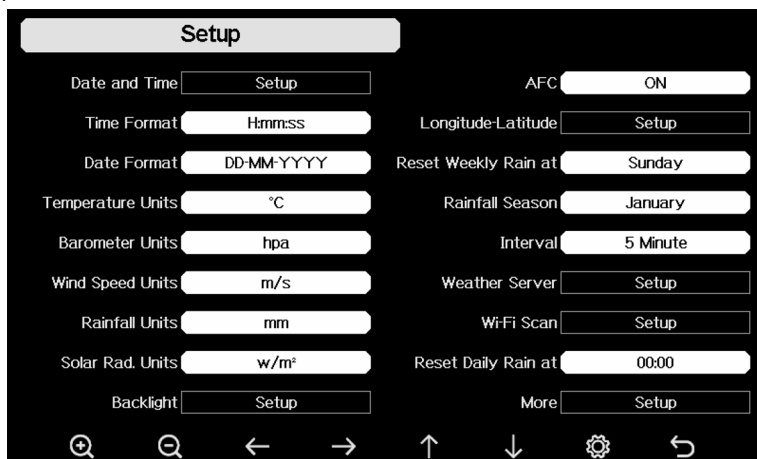 Setup
Date and Time Setup
Time Format H:mm:ss
Date Format DD-MM-YYYY
Temperature Units °C
Barometer Units hpa
Wind Speed Units m/s
Rainfall Units mm
Solar Rad. Units w/m²
Backlight Setup
AFC ON
Longitude-Latitude Setup
Reset Weekly Rain at Sunday
Rainfall Season January
Interval 5 Minute
Weather Server Setup
Wi-Fi Scan Setup
Reset Daily Rain at 00:00
More Setup